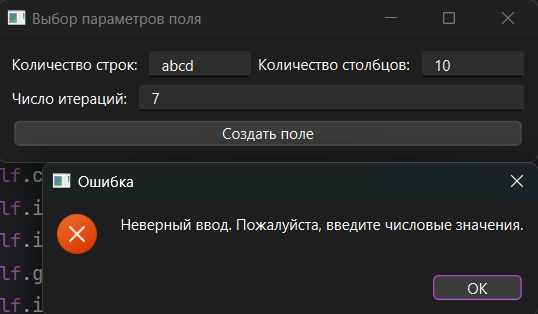 Выбор параметров поля
Количество строк: abcd Количество столбцов: 10
Число итераций: 7
Создать поле
lf.c
Ошибка
lf.i
Неверный ввод. Пожалуйста, введите числовые значения.
lf.i
lf.g
OK
lf.i